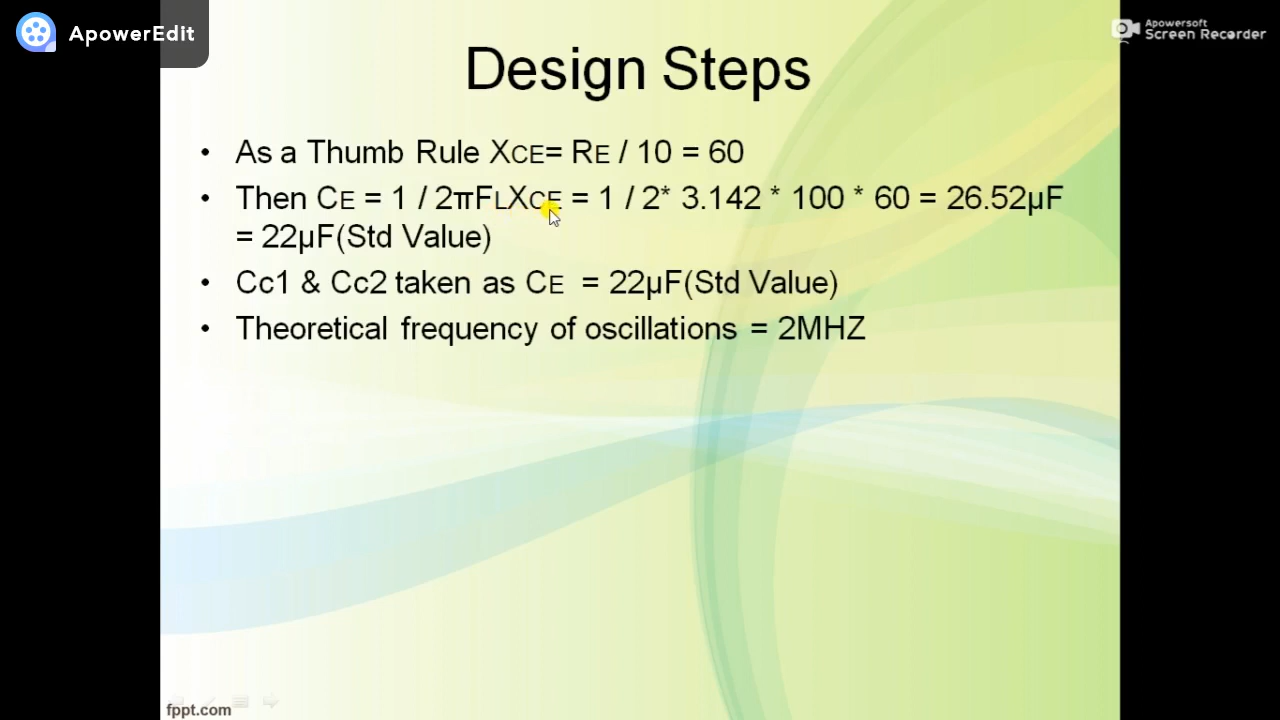 ApowerEdit
Apowersoft
Screen Recorder
Design Steps
• As a Thumb Rule XCE= RE / 10 = 60
• Then CE = 1 / 2πFLXCE = 1 / 2* 3.142 * 100 * 60 = 26.52µF
= 22µF(Std Value)
• Cc1 & Cc2 taken as CE = 22µF(Std Value)
• Theoretical frequency of oscillations = 2MHZ
fppt.com